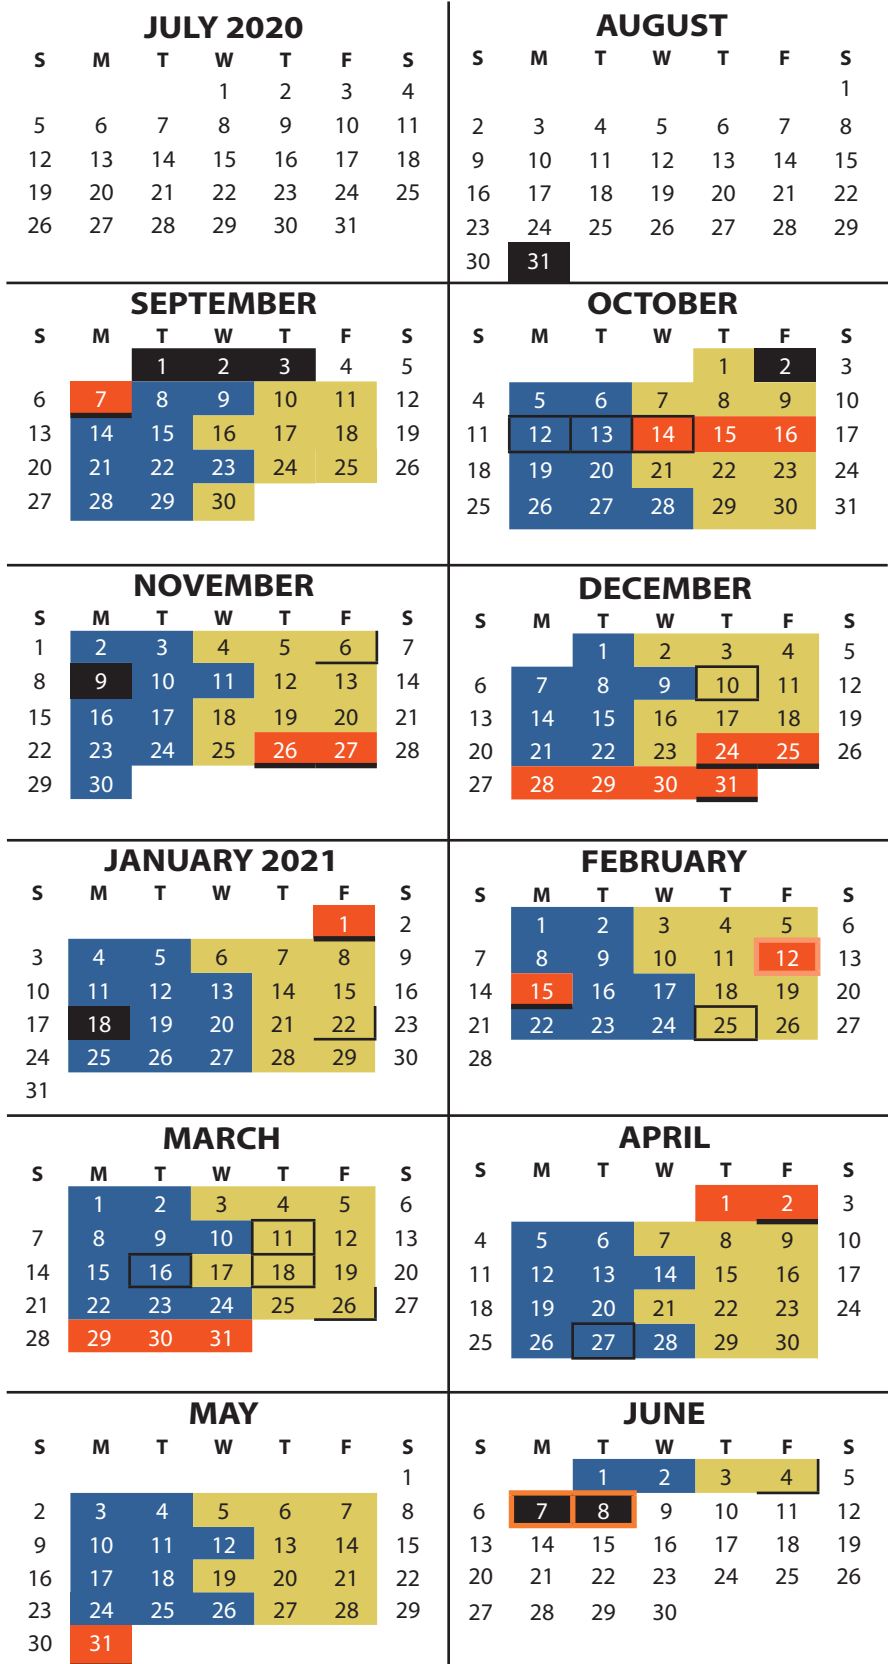 JULY 2020
S M T W T F S
1 2 3 4
5 6 7 8 9 10 11
12 13 14 15 16 17 18
19 20 21 22 23 24 25
26 27 28 29 30 31
AUGUST
S M T W T F S
1
2 3 4 5 6 7 8
9 10 11 12 13 14 15
16 17 18 19 20 21 22
23 24 25 26 27 28 29
30 31
SEPTEMBER
S M T W T F S
1 2 3 4 5
6 7 8 9 10 11 12
13 14 15 16 17 18 19
20 21 22 23 24 25 26
27 28 29 30
OCTOBER
S M T W T F S
1 2 3
4 5 6 7 8 9 10
11 12 13 14 15 16 17
18 19 20 21 22 23 24
25 26 27 28 29 30 31
NOVEMBER
S M T W T F S
1 2 3 4 5 6 7
8 9 10 11 12 13 14
15 16 17 18 19 20 21
22 23 24 25 26 27 28
29 30
DECEMBER
S M T W T F S
1 2 3 4 5
6 7 8 9 10 11 12
13 14 15 16 17 18 19
20 21 22 23 24 25 26
27 28 29 30 31
JANUARY 2021
S M T W T F S
1 2
3 4 5 6 7 8 9
10 11 12 13 14 15 16
17 18 19 20 21 22 23
24 25 26 27 28 29 30
31
FEBRUARY
S M T W T F S
1 2 3 4 5 6
7 8 9 10 11 12 13
14 15 16 17 18 19 20
21 22 23 24 25 26 27
28
MARCH
S M T W T F S
1 2 3 4 5 6
7 8 9 10 11 12 13
14 15 16 17 18 19 20
21 22 23 24 25 26 27
28 29 30 31
APRIL
S M T W T F S
1 2 3
4 5 6 7 8 9 10
11 12 13 14 15 16 17
18 19 20 21 22 23 24
25 26 27 28 29 30
MAY
S M T W T F S
1
2 3 4 5 6 7 8
9 10 11 12 13 14 15
16 17 18 19 20 21 22
23 24 25 26 27 28 29
30 31
JUNE
S M T W T F S
1 2 3 4 5
6 7 8 9 10 11 12
13 14 15 16 17 18 19
20 21 22 23 24 25 26
27 28 29 30